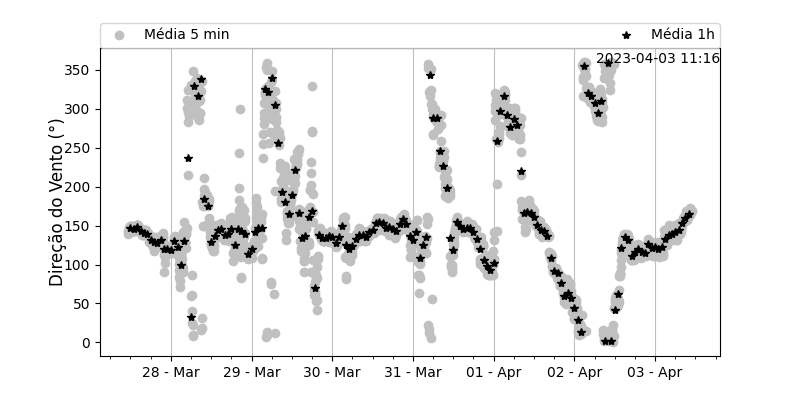 Média 5 min
Média 1h
2023-04-03 11:16
Direção do Vento (°)
350
300
250
200
150
100
50
0
28 - Mar
29 - Mar
30 - Mar
31 - Mar
01 - Apr
02 - Apr
03 - Apr